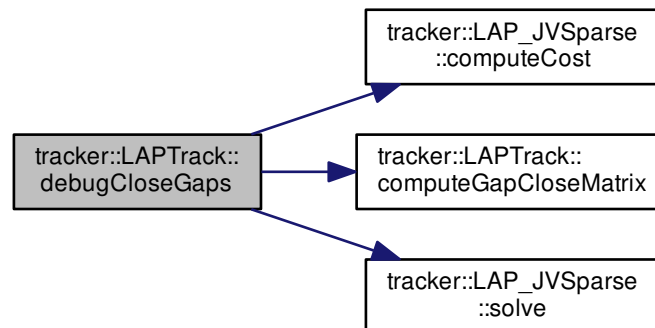 tracker::LAP_JVSparse
::computeCost
tracker::LAPTrack::
debugCloseGaps
tracker::LAPTrack::
computeGapCloseMatrix
tracker::LAP_JVSparse
::solve